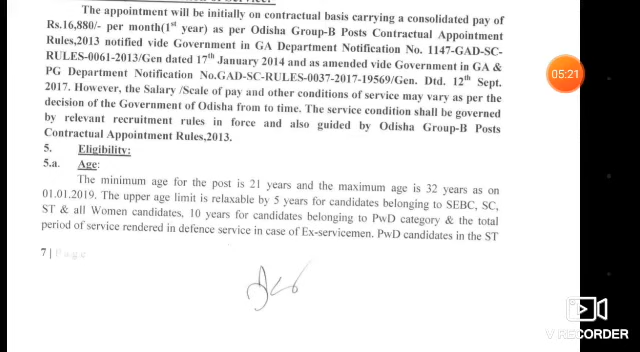 The appointment will be initially on contractual basis carrying a consolidated pay of
Rs.16,880/- per month(1st year) as per Odisha Group-B Posts Contractual Appointment
Rules,2013 notified vide Government in GA Department Notification No. 1147-GAD-SC-
RULES-0061-2013/Gen dated 17th January 2014 and as amended vide Government in GA &
PG Department Notification No.GAD-SC-RULES-0037-2017-19569/Gen. Dtd. 12th Sept.
2017. However, the Salary /Scale of pay and other conditions of service may vary as per the
decision of the Government of Odisha from time to time. The service condition shall be governed
by relevant recruitment rules in force and also guided by Odisha Group-B Posts
Contractual Appointment Rules,2013.
5. Eligibility:
5.a. Age:
The minimum age for the post is 21 years and the maximum age is 32 years as on
01.01.2019. The upper age limit is relaxable by 5 years for candidates belonging to SEBC, SC,
ST & all Women candidates, 10 years for candidates belonging to PwD category & the total
period of service rendered in defence service in case of Ex-servicemen. PwD candidates in the ST
7 | Page
05:21
V RECORDER